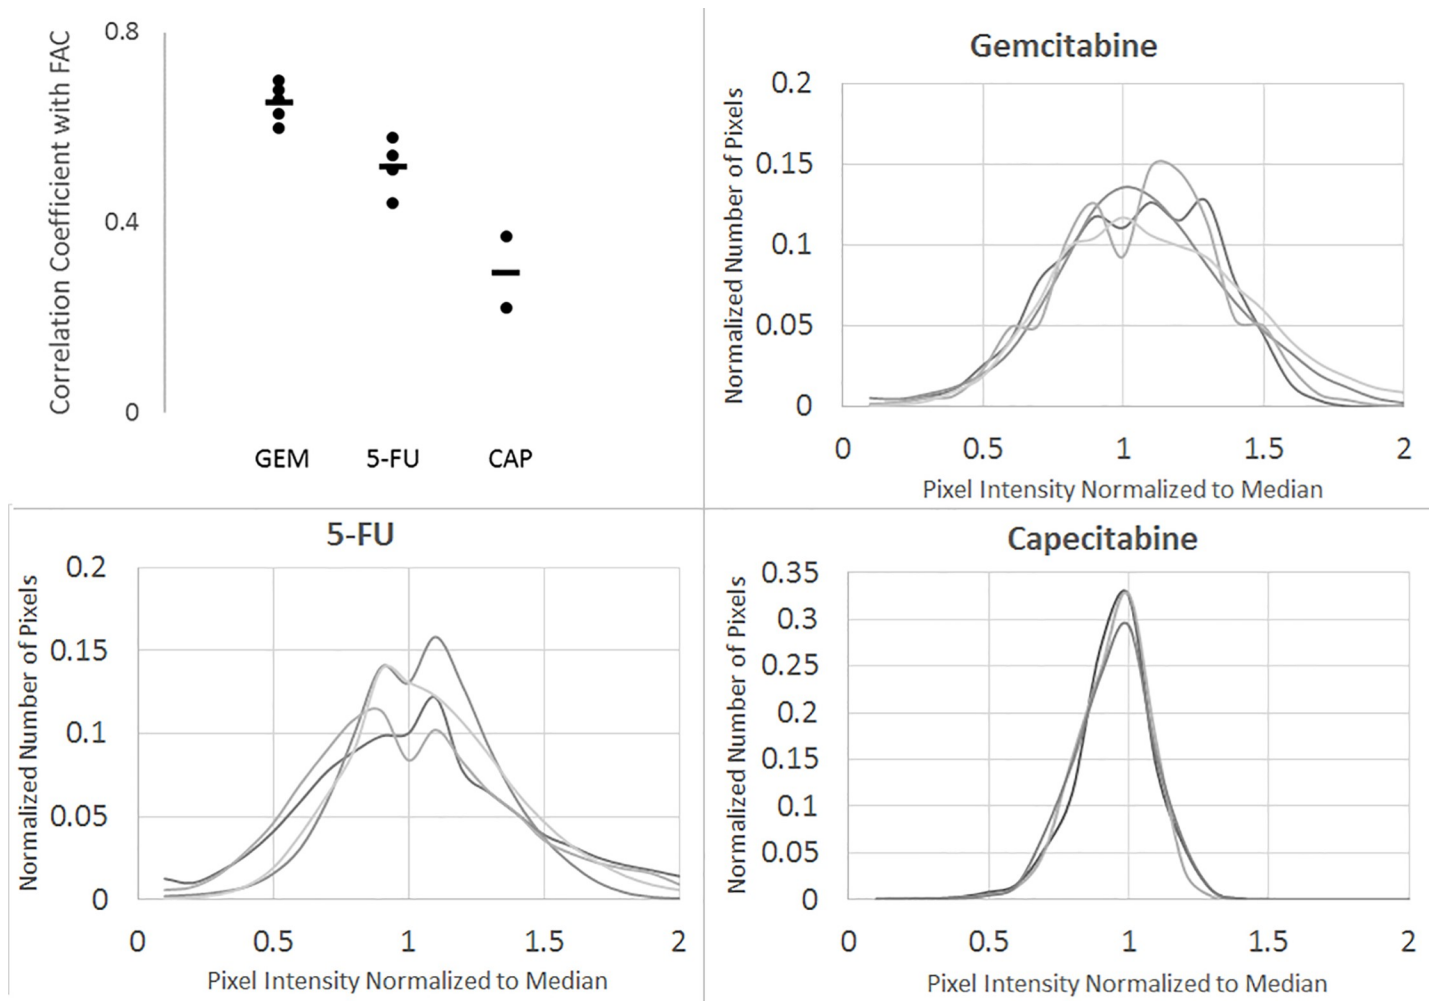 Correlation Coefficient with FAC
0.8
0.4
0
GEM 5-FU CAP
Gemcitabine
Normalized Number of Pixels
0.2
0.15
0.1
0.05
0
0 0.5 1 1.5 2
Pixel Intensity Normalized to Median
5-FU
Normalized Number of Pixels
0.2
0.15
0.1
0.05
0
0 0.5 1 1.5 2
Pixel Intensity Normalized to Median
Capecitabine
Normalized Number of Pixels
0.35
0.3
0.25
0.2
0.15
0.1
0.05
0
0 0.5 1 1.5 2
Pixel Intensity Normalized to Median